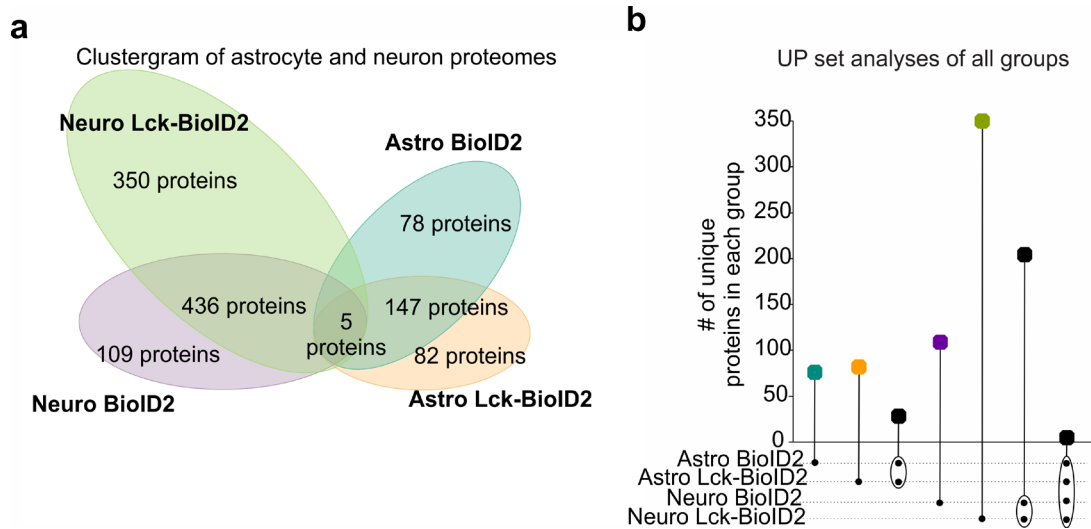 a
Clustergram of astrocyte and neuron proteomes
Neuro Lck-BioID2
Astro BioID2
350 proteins
78 proteins
436 proteins
147 proteins
5
proteins
109 proteins
82 proteins
Neuro BioID2
Astro Lck-BioID2
b
UP set analyses of all groups
# of unique
proteins in each group
350
300
250
200
150
100
50
0
Astro BioID2
Astro Lck-BioID2
Neuro BioID2
Neuro Lck-BioID2